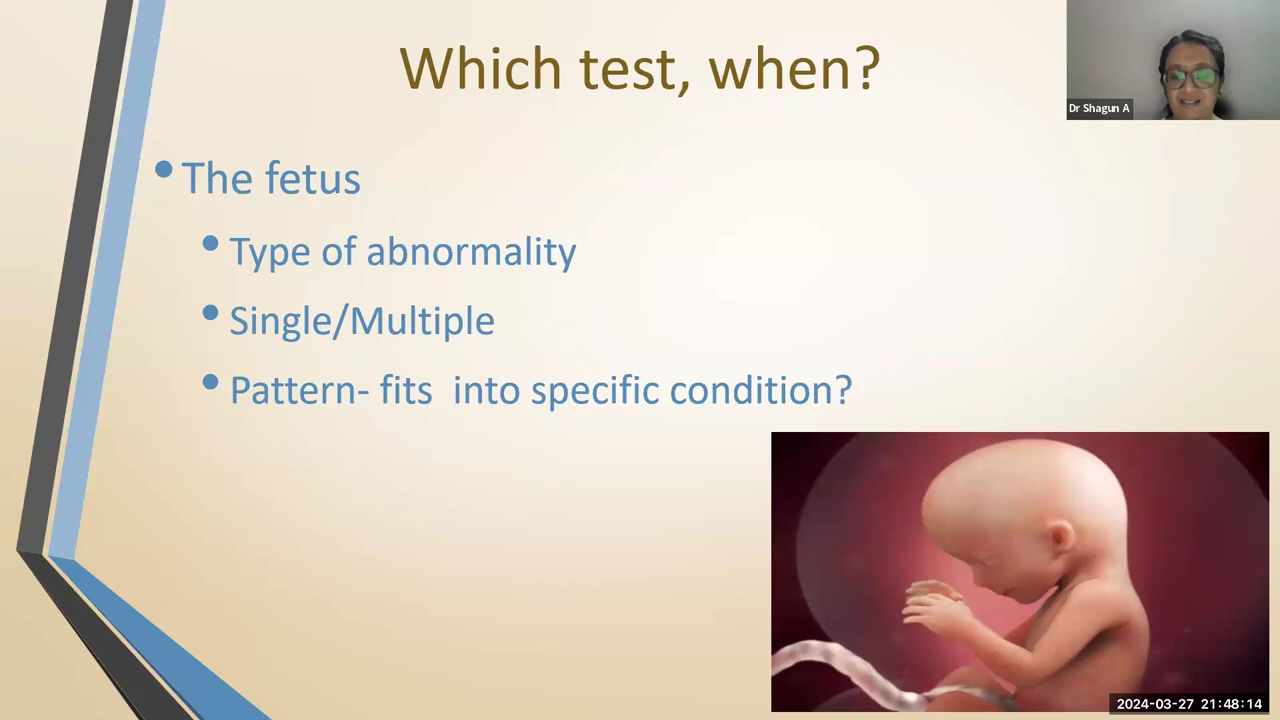 Which test, when?
Dr Shagun A
• The fetus
• Type of abnormality
• Single/Multiple
• Pattern- fits  into specific condition?
2024-03-27 21:48:14